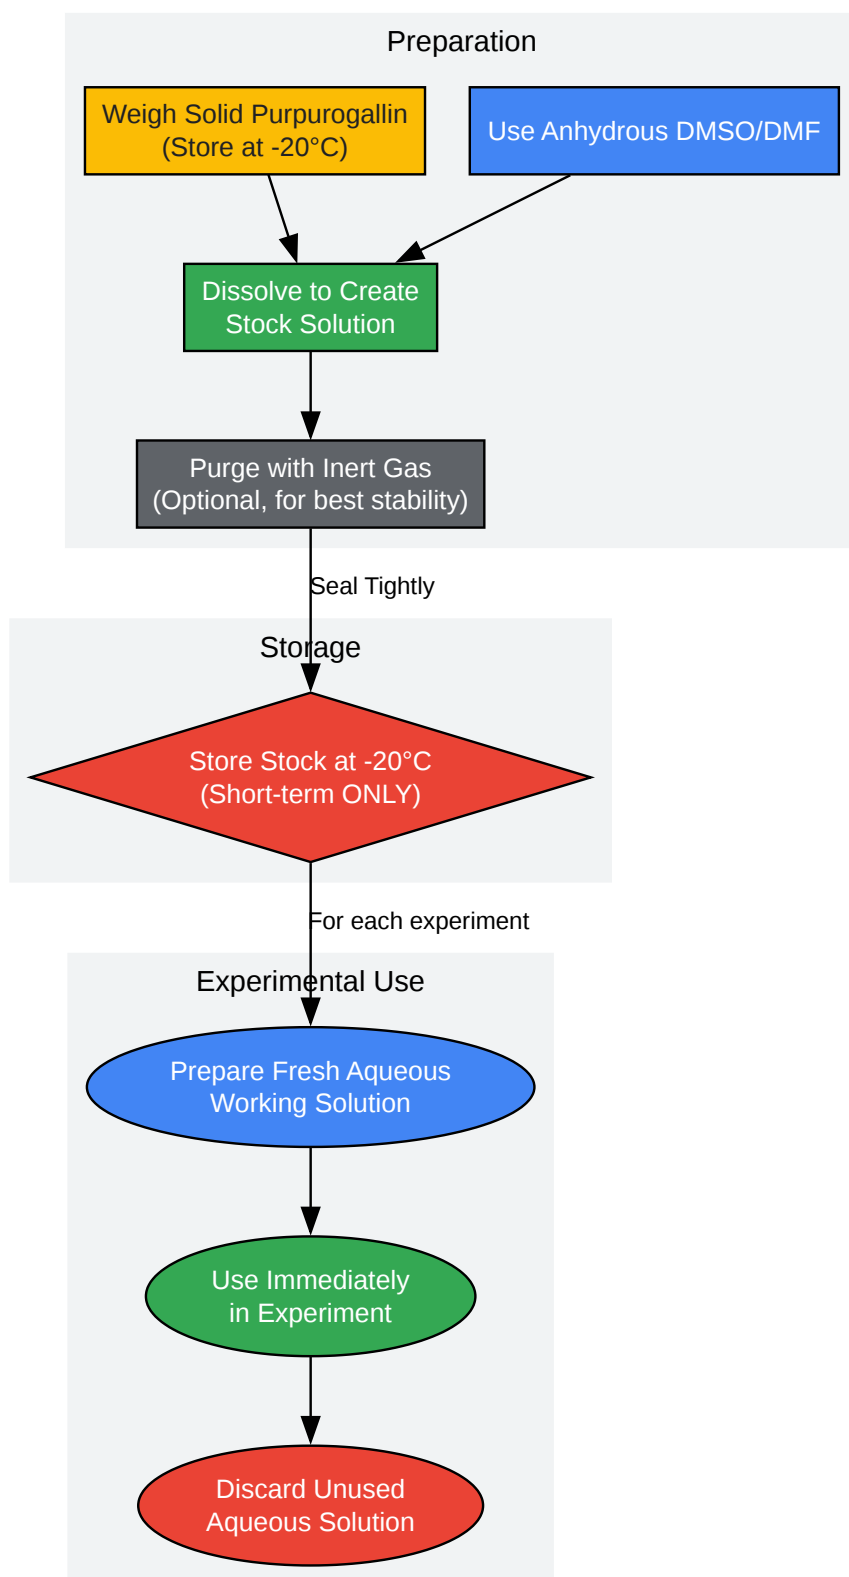 Preparation
Weigh Solid Purpurogallin
(Store at -20°C)
Use Anhydrous DMSO/DMF
Dissolve to Create
Stock Solution
Purge with Inert Gas
(Optional, for best stability)
Seal Tightly
Storage
Store Stock at -20°C
(Short-term ONLY)
For each experiment
Experimental Use
Prepare Fresh Aqueous
Working Solution
Use Immediately
in Experiment
Discard Unused
Aqueous Solution